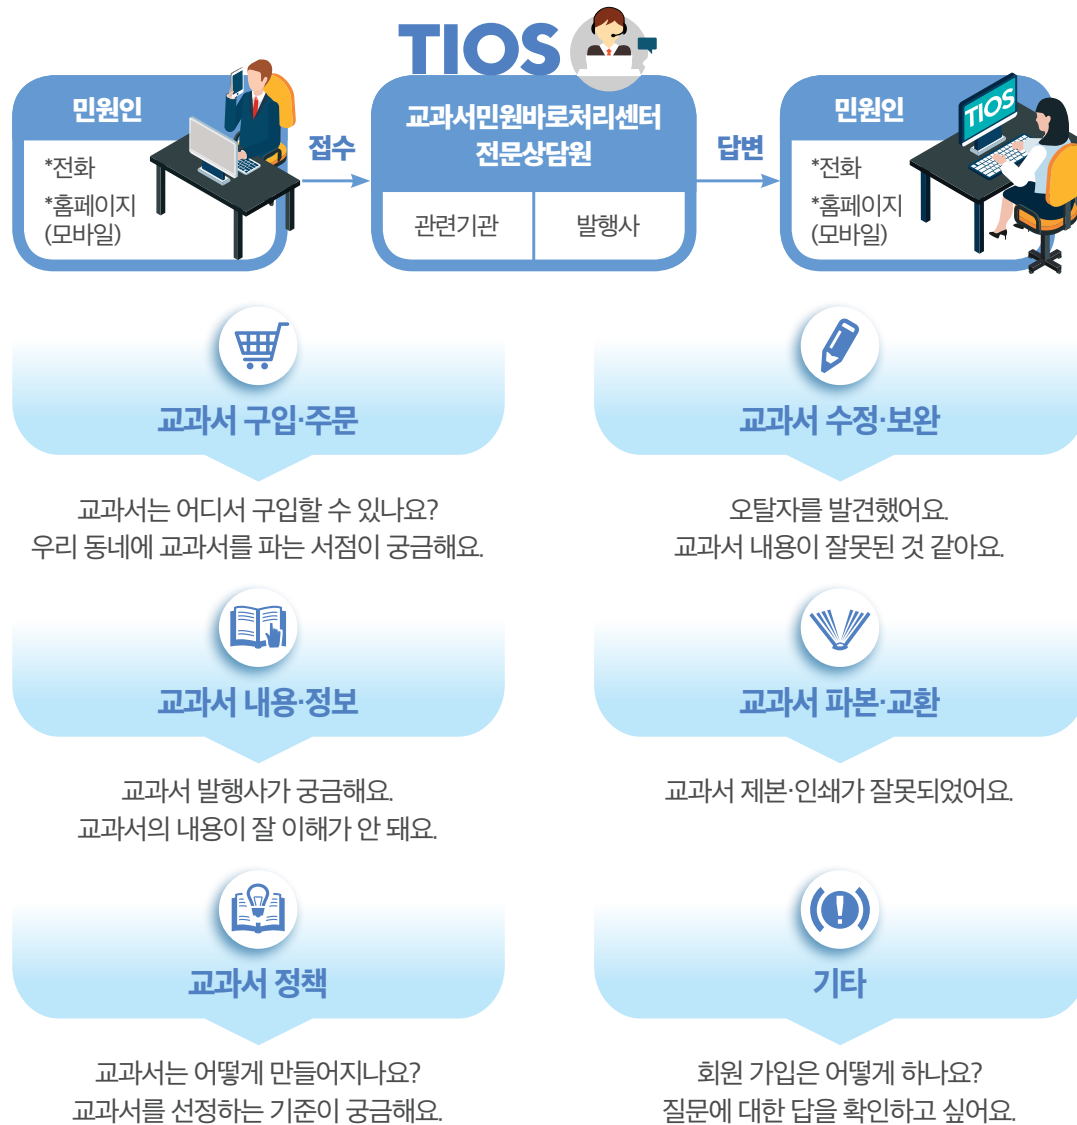 TIOS
민원인
*전화
*홈페이지
(모바일)
접수
교과서민원바로처리센터
전문상담원
관련기관
발행사
답변
민원인
*전화
*홈페이지
(모바일)
TIOS
교과서 구입·주문
교과서는 어디서 구입할 수 있나요?
우리 동네에 교과서를 파는 서점이 궁금해요.
교과서 수정·보완
오탈자를 발견했어요.
교과서 내용이 잘못된 것 같아요.
교과서 내용·정보
교과서 발행사가 궁금해요.
교과서의 내용이 잘 이해가 안 돼요.
교과서 파본·교환
교과서 제본·인쇄가 잘못되었어요.
교과서 정책
교과서는 어떻게 만들어지나요?
교과서를 선정하는 기준이 궁금해요.
기타
회원 가입은 어떻게 하나요?
질문에 대한 답을 확인하고 싶어요.